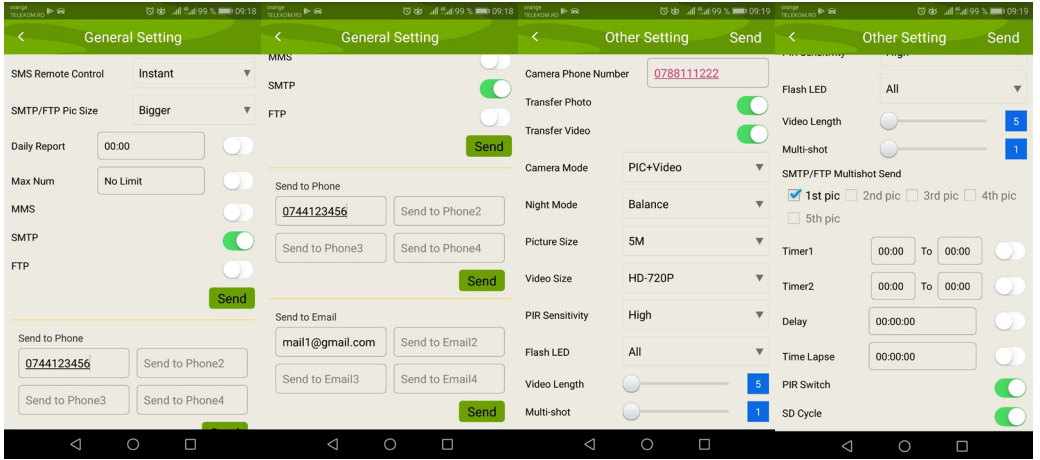 orange
TELEKOM.RO
99 % 09:18
General Setting
SMS Remote Control Instant
SMTP/FTP Pic Size Bigger
Daily Report 00:00
Max Num No Limit
MMS
SMTP
FTP
Send
Send to Phone
0744123456 Send to Phone2
Send to Phone3 Send to Phone4
orange
TELEKOM.RO
99 % 09:18
General Setting
MMS
SMTP
FTP
Send
Send to Phone
0744123456 Send to Phone2
Send to Phone3 Send to Phone4
Send
Send to Email
mail1@gmail.com Send to Email2
Send to Email3 Send to Email4
Send
orange
TELEKOM.RO
99 % 09:19
Other Setting Send
Camera Phone Number 0788111222
Transfer Photo
Transfer Video
Camera Mode PIC+Video
Night Mode Balance
Picture Size 5M
Video Size HD-720P
PIR Sensitivity High
Flash LED All
Video Length 5
Multi-shot 1
orange
TELEKOM.RO
99 % 09:19
Other Setting Send
PIR Sensitivity High
Flash LED All
Video Length 5
Multi-shot 1
SMTP/FTP Multishot Send
1st pic 2nd pic 3rd pic 4th pic
5th pic
Timer1 00:00 To 00:00
Timer2 00:00 To 00:00
Delay 00:00:00
Time Lapse 00:00:00
PIR Switch
SD Cycle